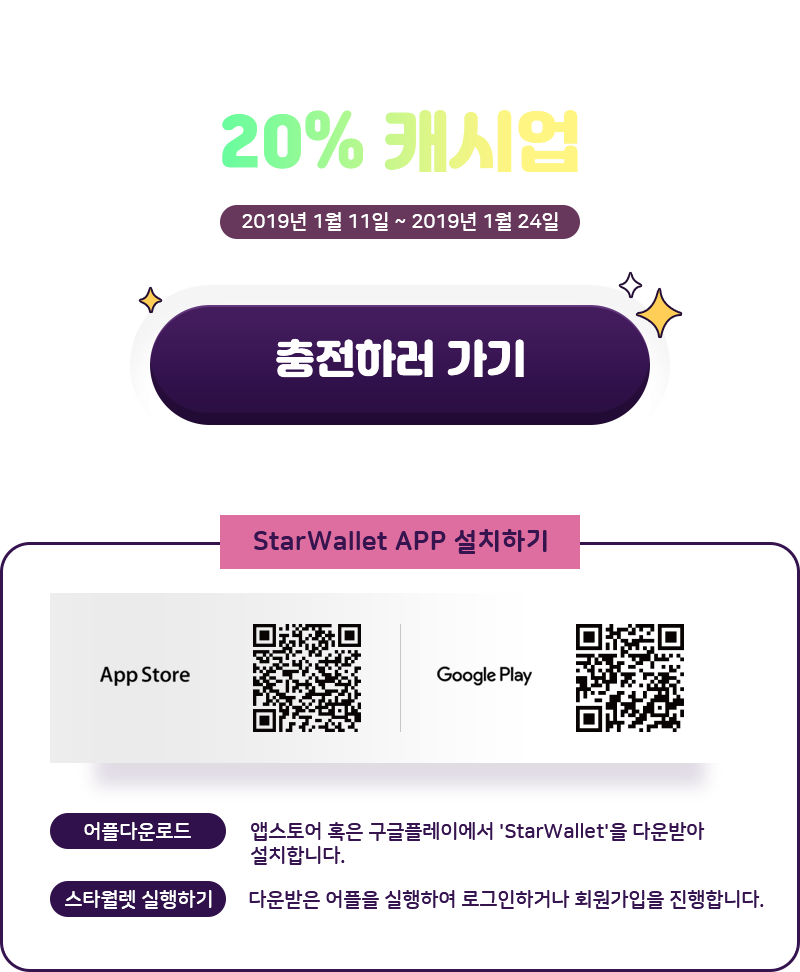 20% 캐시업
2019년 1월 11일 ~ 2019년 1월 24일
충전하러 가기
StarWallet APP 설치하기
App Store
Google Play
어플다운로드
앱스토어 혹은 구글플레이에서 'StarWallet'을 다운받아
설치합니다.
스타월렛 실행하기
다운받은 어플을 실행하여 로그인하거나 회원가입을 진행합니다.